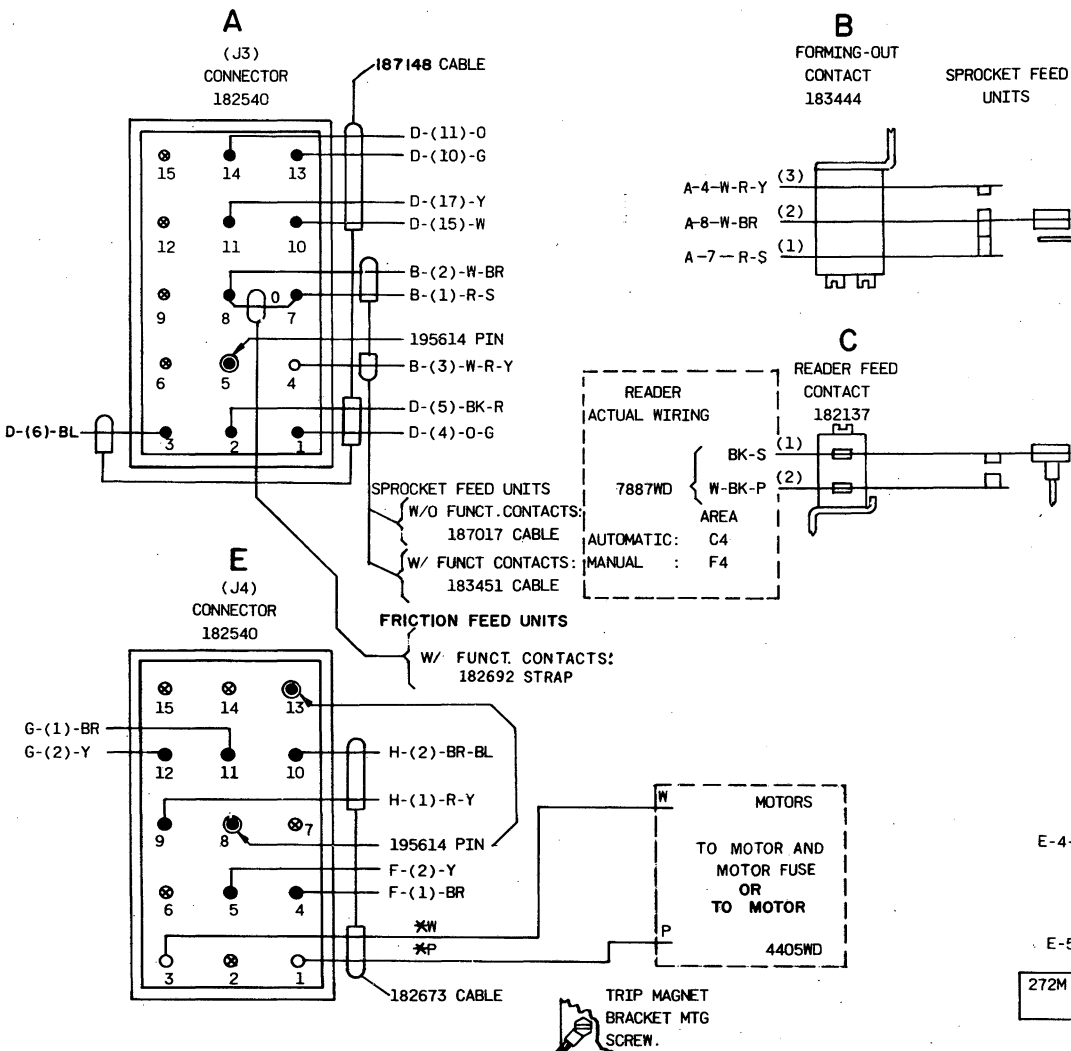 A
(J3)
CONNECTOR
182540
187148 CABLE
D-(11)-O
D-(10)-G
15
14
13
D-(17)-Y
D-(15)-W
12
11
10
B-(2)-W-BR
B-(1)-R-S
O
9
8
7
195614 PIN
B-(3)-W-R-Y
6
5
4
D-(5)-BK-R
D-(4)-O-G
D-(6)-BL
3
2
1
SPROCKET FEED UNITS
W/O FUNCT. CONTACTS:
187017 CABLE
W/ FUNCT CONTACTS:
183451 CABLE
FRICTION FEED UNITS
W/ FUNCT. CONTACTS:
182692 STRAP
B
FORMING-OUT
CONTACT
183444
SPROCKET FEED
UNITS
A-4-W-R-Y (3)
A-8-W-BR (2)
A-7-R-S (1)
C
READER FEED
CONTACT
182137
READER
ACTUAL WIRING
BK-S (1)
7887WD
W-BK-P (2)
AREA
AUTOMATIC: C4
MANUAL : F4
E
(J4)
CONNECTOR
182540
15
14
13
G-(1)-BR
G-(2)-Y
12
11
10
H-(2)-BR-BL
H-(1)-R-Y
9
8
7
195614 PIN
F-(2)-Y
F-(1)-BR
6
5
4
*W
*P
3
2
1
182673 CABLE
W
MOTORS
TO MOTOR AND
MOTOR FUSE
OR
TO MOTOR
P
4405WD
TRIP MAGNET
BRACKET MTG
SCREW.
E-4-
E-5
272M